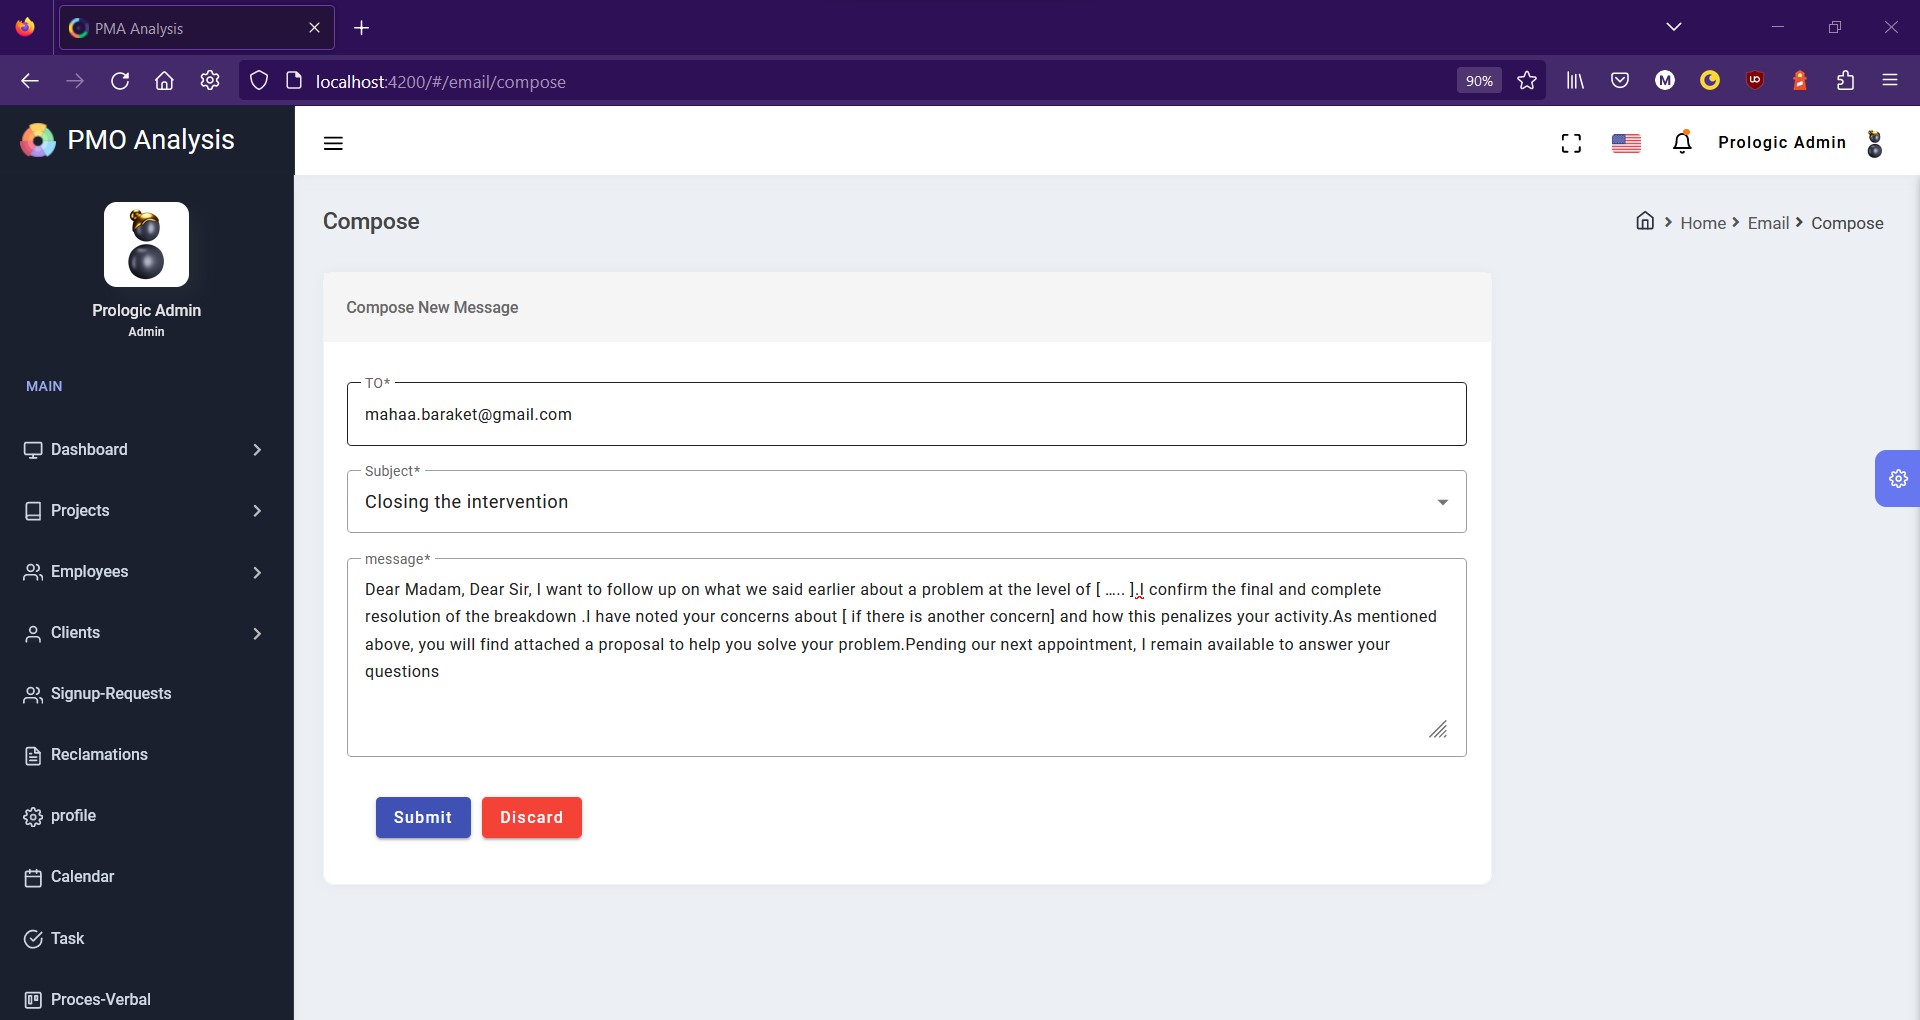 PMA Analysis
localhost:4200/#/email/compose
90%
PMO Analysis
Prologic Admin
Prologic Admin
Admin
MAIN
Dashboard
Projects
Employees
Clients
Signup-Requests
Reclamations
profile
Calendar
Task
Proces-Verbal
Compose
Home Email Compose
Compose New Message
TO*
mahaa.baraket@gmail.com
Subject*
Closing the intervention
message*
Dear Madam, Dear Sir, I want to follow up on what we said earlier about a problem at the level of [ ..... ].I confirm the final and complete
resolution of the breakdown .I have noted your concerns about [ if there is another concern] and how this penalizes your activity.As mentioned
above, you will find attached a proposal to help you solve your problem.Pending our next appointment, I remain available to answer your
questions
Submit Discard